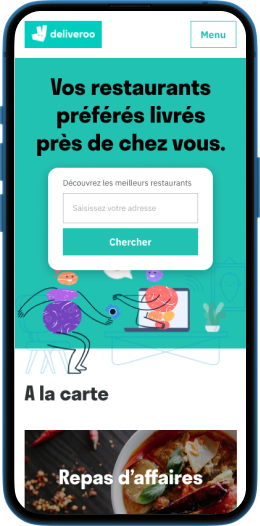 deliveroo
Menu
Vos restaurants
préférés livrés
près de chez vous.
Découvrez les meilleurs restaurants
Saisissez votre adresse
Chercher
A la carte
Repas d’affaires